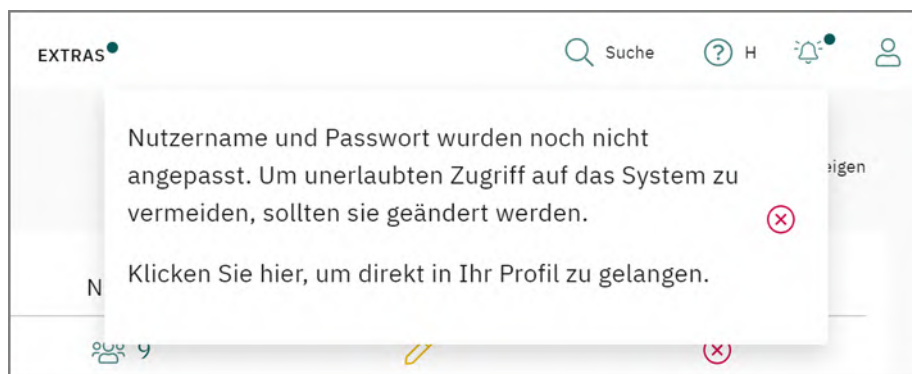 EXTRAS
Suche
H
Nutzername und Passwort wurden noch nicht
angepasst. Um unerlaubten Zugriff auf das System zu
vermeiden, sollten sie geändert werden.
eigen
Klicken Sie hier, um direkt in Ihr Profil zu gelangen.
N
9